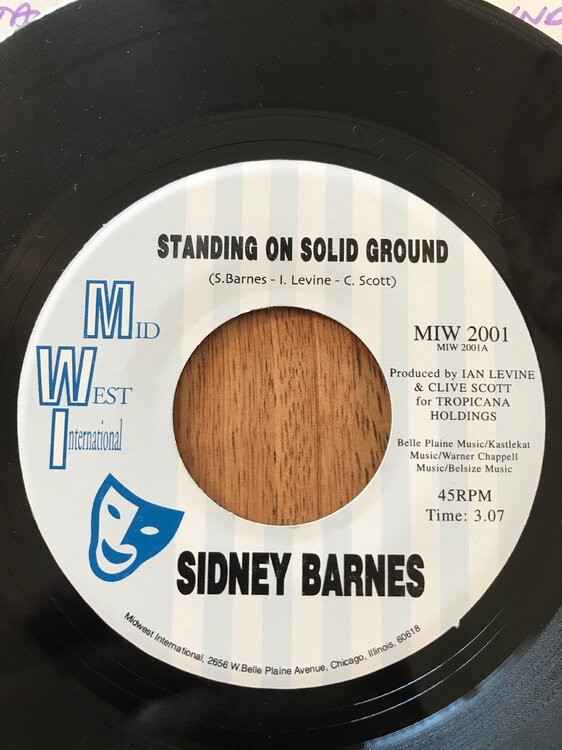 STANDING ON SOLID GROUND
(S.Barnes - I. Levine - C. Scott)
MID
WEST
International
MIW 2001
MIW 2001A
Produced by IAN LEVINE
& CLIVE SCOTT
for TROPICANA
HOLDINGS
Belle Plaine Music/Kastlekat
Music/Warner Chappell
Music/Belsize Music
45RPM
Time: 3.07
SIDNEY BARNES
Midwest International, 2656 W.Belle Plaine Avenue, Chicago, Illinois, 60618